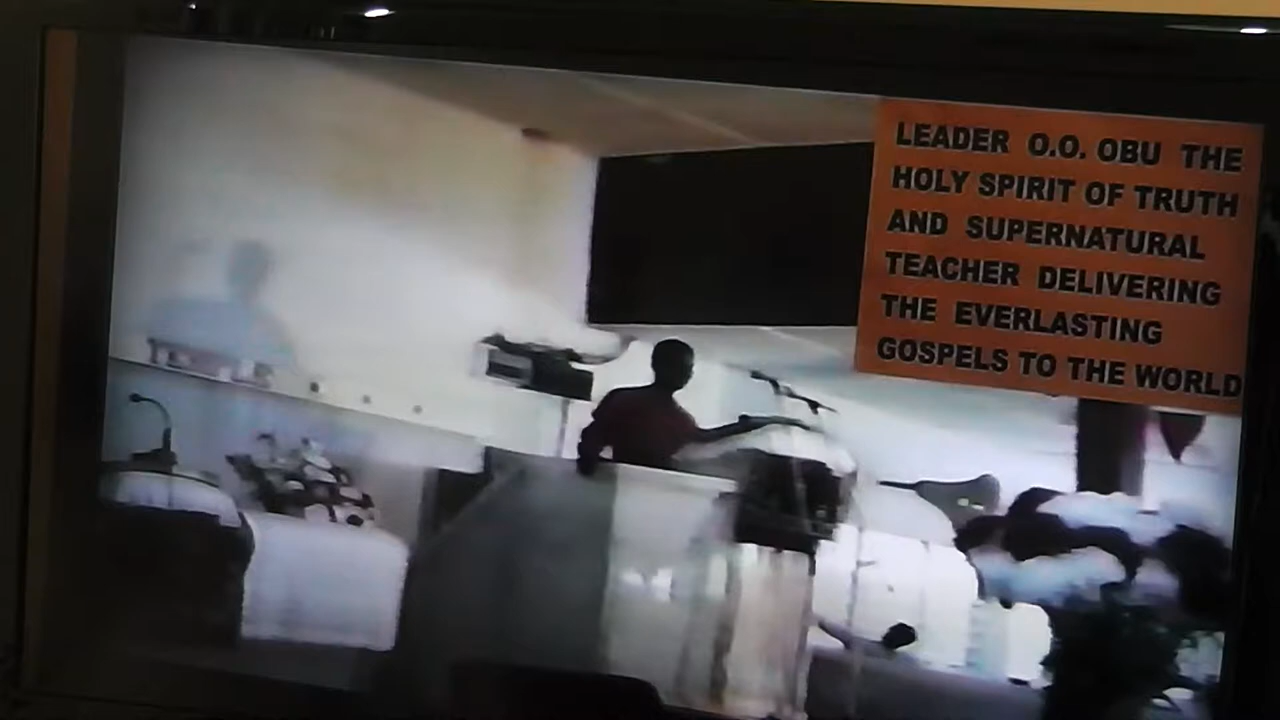 LEADER O.O. OBU THE
HOLY SPIRIT OF TRUTH
AND SUPERNATURAL
TEACHER DELIVERING
THE EVERLASTING
GOSPELS TO THE WORLD